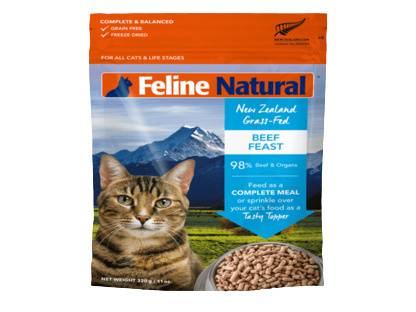 COMPLETE & BALANCED
✓ GRAIN FREE
✓ FREEZE DRIED
FOR ALL CATS & LIFE STAGES
Feline Natural
New Zealand
Grass-Fed
BEEF
FEAST
98% Beef & Organs
Feed as a
COMPLETE MEAL
or sprinkle over
your cat's food as a
Tasty Topper
NET WEIGHT 320g / 11oz